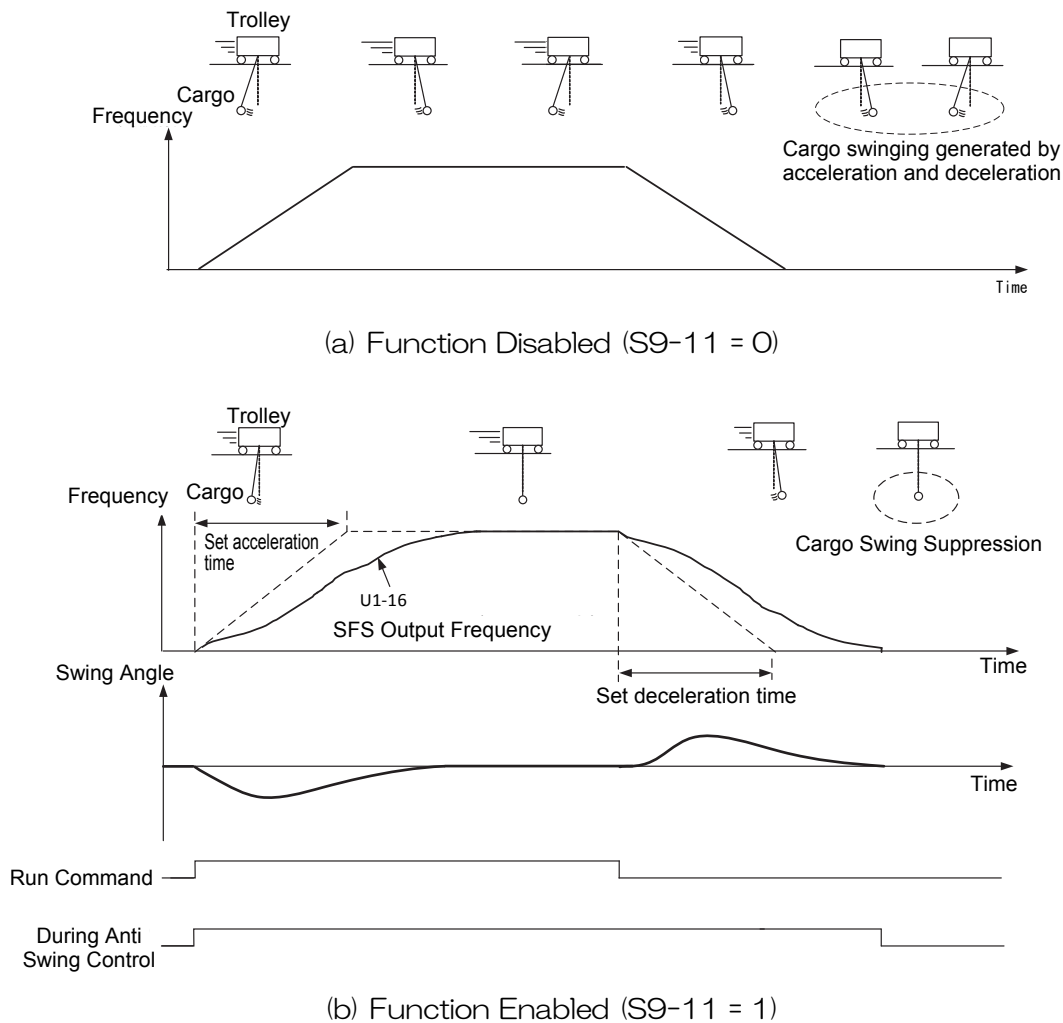 Trolley
Cargo
Frequency
Cargo swinging generated by
acceleration and deceleration
Time
(a) Function Disabled (S9-11 = 0)
Trolley
Frequency
Cargo
Set acceleration
time
Cargo Swing Suppression
U1-16
SFS Output Frequency
Time
Swing Angle
Set deceleration time
Time
Run Command
During Anti
Swing Control
(b) Function Enabled (S9-11 = 1)